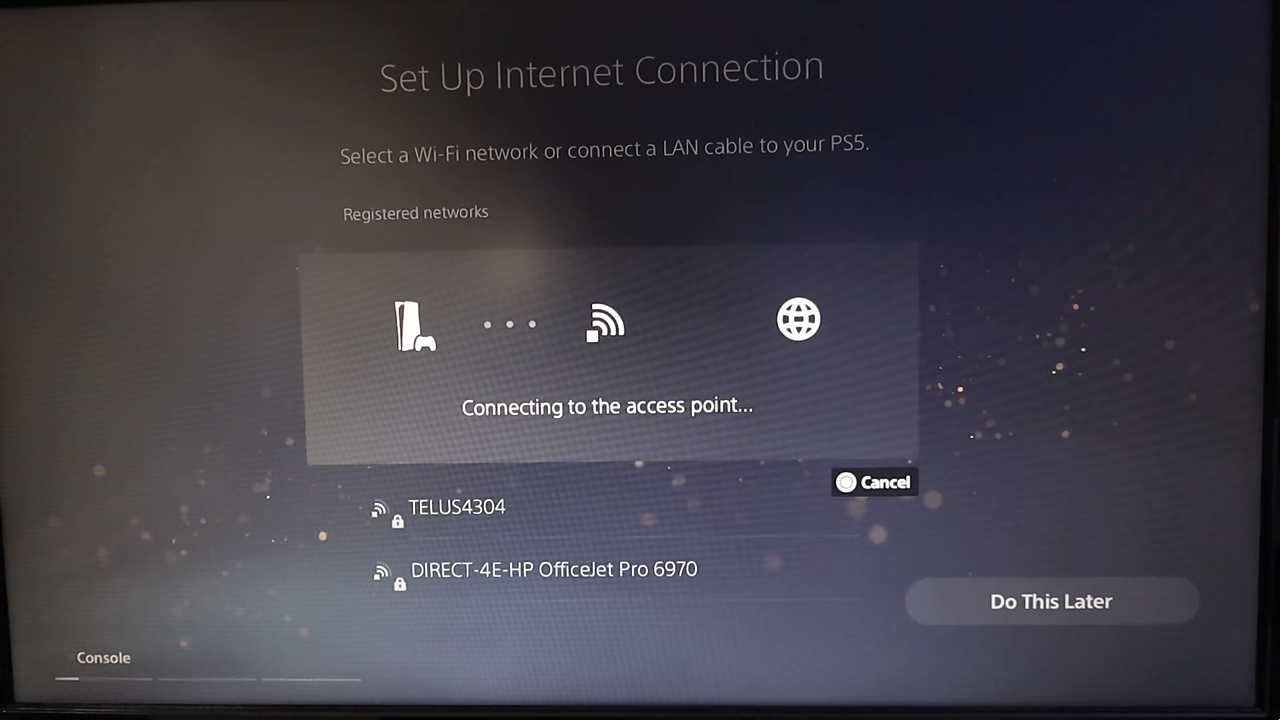 Set Up Internet Connection
Select a Wi-Fi network or connect a LAN cable to your PS5.
Registered networks
Connecting to the access point...
Cancel
TELUS4304
DIRECT-4E-HP OfficeJet Pro 6970
Do This Later
Console